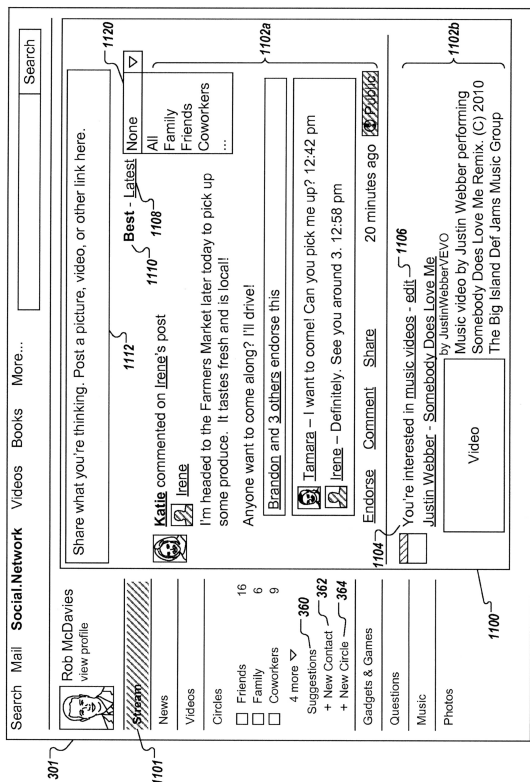 Search Mail Social.Network Videos Books More...
Search
301
Rob McDavies
view profile
1101
Stream
News
Videos
Circles
Friends 16
Family 6
Coworkers 9
4 more ▽
Suggestions 360
+ New Contact 362
+ New Circle 364
Gadgets & Games
Questions
Music
Photos
Share what you're thinking. Post a picture, video, or other link here.
1112
1110
Best - Latest
1108
1120
None ▽
All
Family
Friends
Coworkers
...
1102a
Katie commented on Irene's post
Irene
I'm headed to the Farmers Market later today to pick up
some produce. It tastes fresh and is local!
Anyone want to come along? I'll drive!
Brandon and 3 others endorse this
Tamara – I want to come! Can you pick me up? 12:42 pm
Irene – Definitely. See you around 3. 12:58 pm
Endorse Comment Share 20 minutes ago Public
1104
You're interested in music videos - edit 1106
Justin Webber - Somebody Does Love Me
by JustinWebberVEVO
Video
Music video by Justin Webber performing
Somebody Does Love Me Remix. (C) 2010
The Big Island Def Jams Music Group
1102b
1100